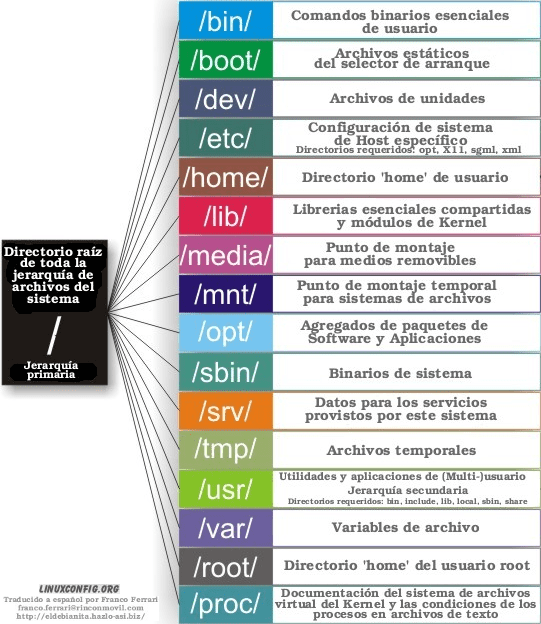 Directorio raíz
de toda la
jerarquía de
archivos del
sistema
/
Jerarquía
primaria
/bin/
Comandos binarios esenciales
de usuario
/boot/
Archivos estáticos
del selector de arranque
/dev/
Archivos de unidades
/etc/
Configuración de sistema
de Host específico
Directorios requeridos: opt, X11, sgml, xml
/home/
Directorio 'home' de usuario
/lib/
Librerias esenciales compartidas
y módulos de Kernel
/media/
Punto de montaje
para medios removibles
/mnt/
Punto de montaje temporal
para sistemas de archivos
/opt/
Agregados de paquetes de
Software y Aplicaciones
/sbin/
Binarios de sistema
/srv/
Datos para los servicios
provistos por este sistema
/tmp/
Archivos temporales
/usr/
Utilidades y aplicaciones de (Multi-)usuario
Jerarquía secundaria
Directorios requeridos: bin, include, lib, local, sbin, share
/var/
Variables de archivo
/root/
Directorio 'home' del usuario root
/proc/
Documentación del sistema de archivos
virtual del Kernel y las condiciones de los
procesos en archivos de texto
LINUXCONFIG.ORG
Traducido a español por Franco Ferrari
franco.ferrari@rinconmovil.com
http://eldebianita.hazlo-asi.biz/